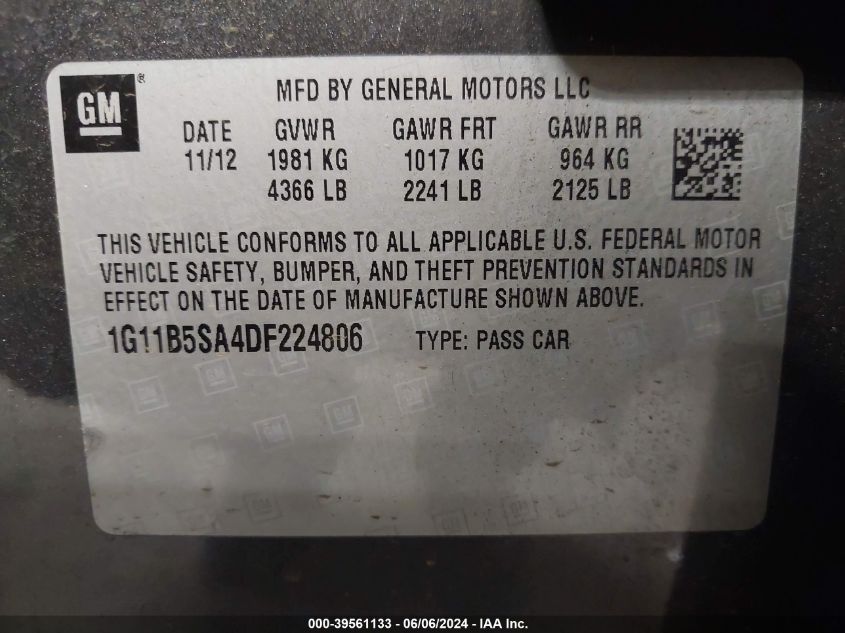 GM®
MFD BY GENERAL MOTORS LLC
DATE GVWR GAWR FRT GAWR RR
11/12 1981 KG 1017 KG 964 KG
4366 LB 2241 LB 2125 LB
THIS VEHICLE CONFORMS TO ALL APPLICABLE U.S. FEDERAL MOTOR
VEHICLE SAFETY, BUMPER, AND THEFT PREVENTION STANDARDS IN
EFFECT ON THE DATE OF MANUFACTURE SHOWN ABOVE.
1G11B5SA4DF224806 TYPE: PASS CAR
000-39561133 - 06/06/2024 - IAA Inc.